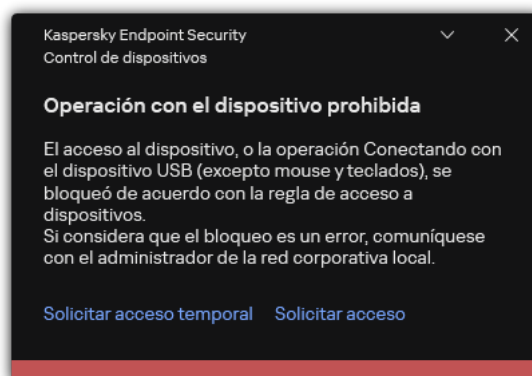 Kaspersky Endpoint Security
Control de dispositivos
Operación con el dispositivo prohibida
El acceso al dispositivo, o la operación Conectando con
el dispositivo USB (excepto mouse y teclados), se
bloqueó de acuerdo con la regla de acceso a
dispositivos.
Si considera que el bloqueo es un error, comuníquese
con el administrador de la red corporativa local.
Solicitar acceso temporal Solicitar acceso